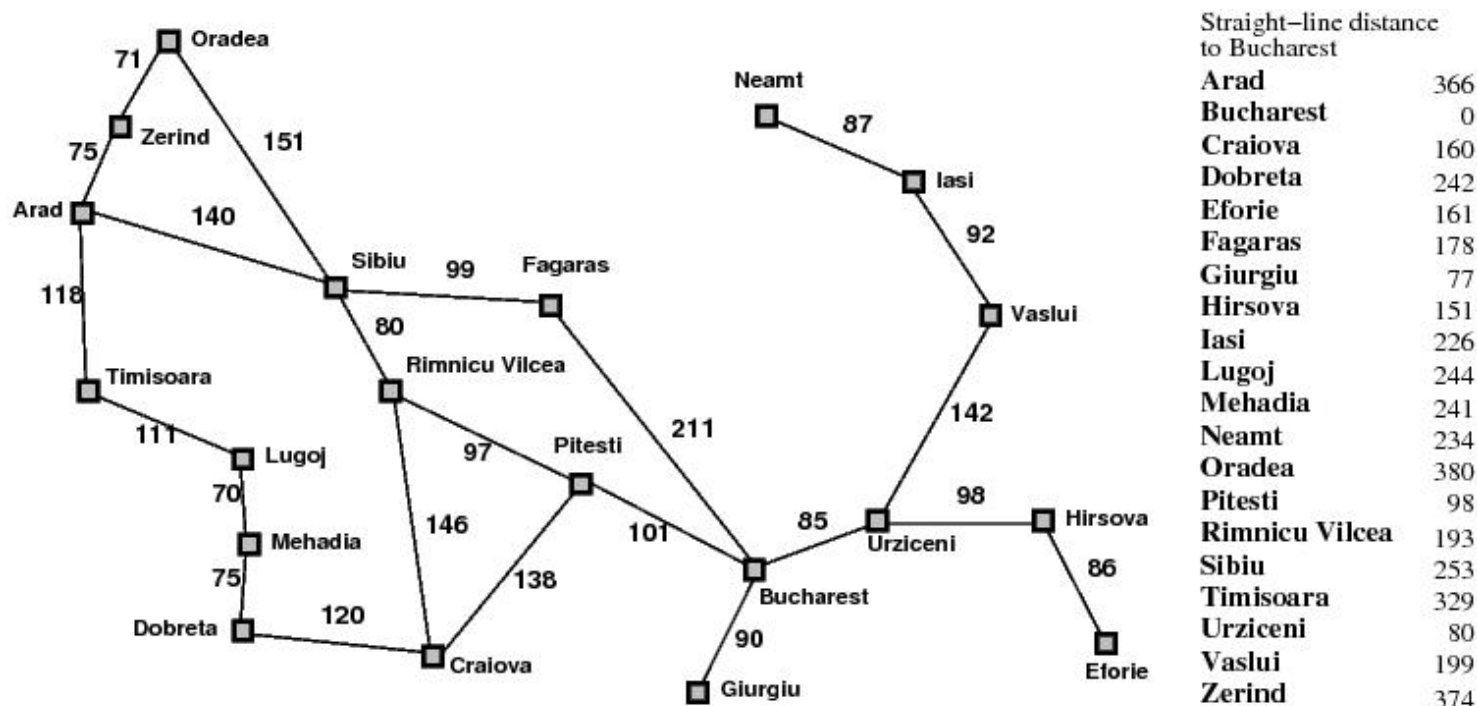 Oradea
71
Neamt
87
Zerind
75
151
Iasi
Arad
140
92
Sibiu
99
Fagaras
118
80
Vaslui
Timisoara
Rimnicu Vilcea
142
211
111
Lugoj
97
Pitesti
70
98
Hirsova
146
101
85
Urziceni
Mehadia
86
75
138
Bucharest
Dobreta
120
90
Craiova
Eforie
Giurgiu
Straight-line distance
to Bucharest
Arad 366
Bucharest 0
Craiova 160
Dobreta 242
Eforie 161
Fagaras 178
Giurgiu 77
Hirsova 151
Iasi 226
Lugoj 244
Mehadia 241
Neamt 234
Oradea 380
Pitesti 98
Rimnicu Vilcea 193
Sibiu 253
Timisoara 329
Urziceni 80
Vaslui 199
Zerind 374